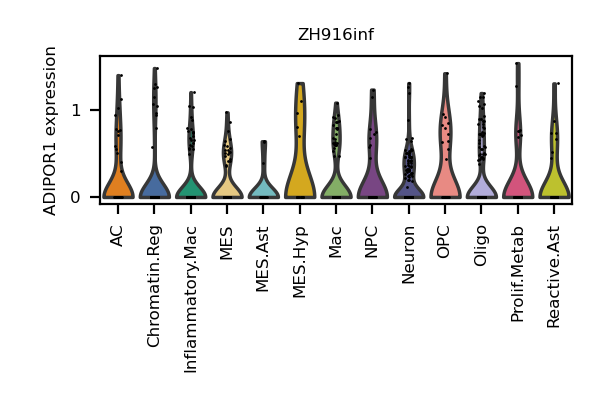 ZH916inf
ADIPOR1 expression
1
0
AC
Chromatin.Reg
Inflammatory.Mac
MES
MES.Ast
MES.Hyp
Mac
NPC
Neuron
OPC
Oligo
Prolif.Metab
Reactive.Ast